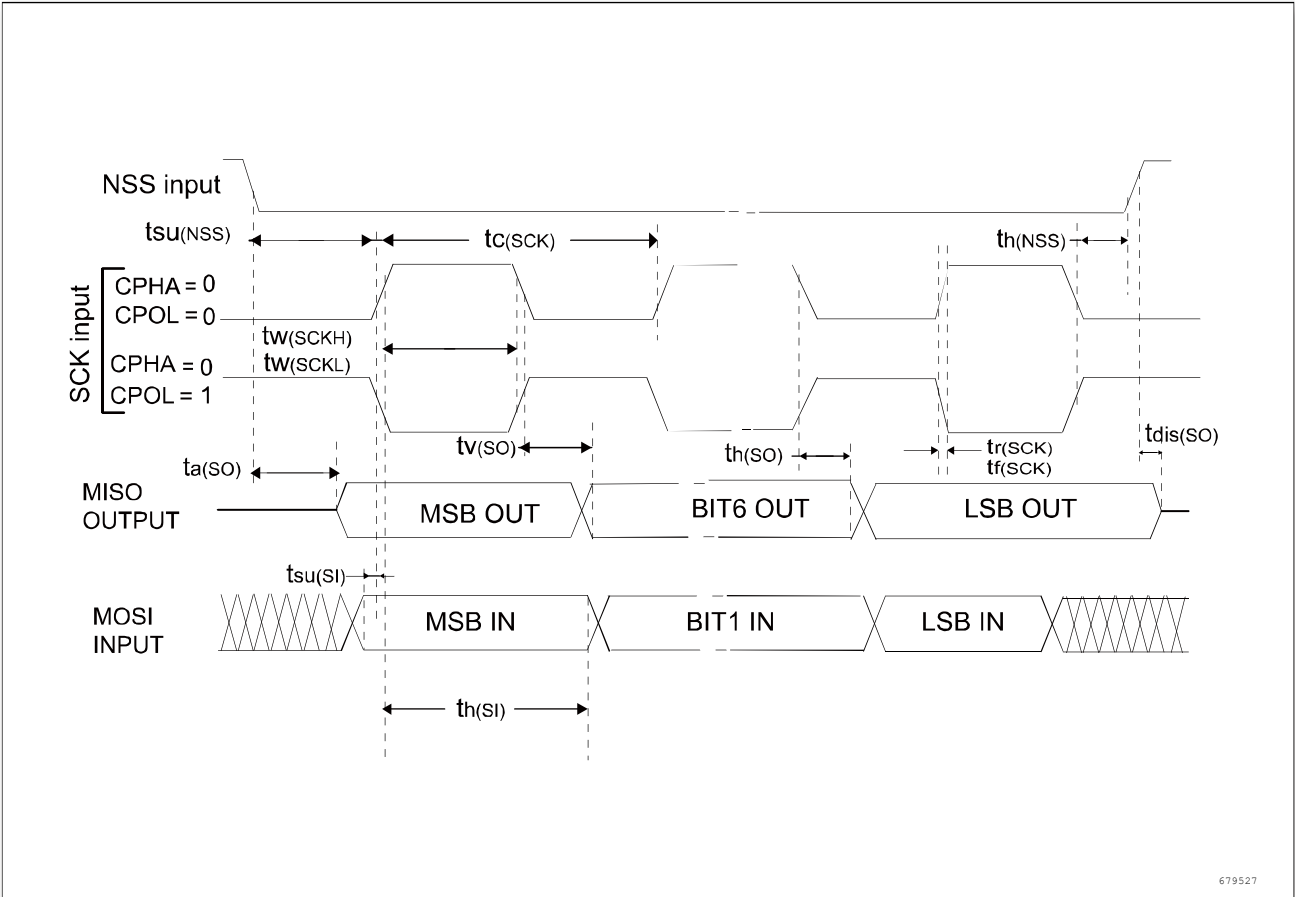 NSS input
tsu(NSS)
tc(SCK)
th(NSS)
SCK input
CPHA = 0
CPOL = 0
tw(SCKH)
tw(SCKL)
CPHA = 0
CPOL = 1
tv(SO)
th(SO)
tr(SCK)
tf(SCK)
tdis(SO)
ta(SO)
MISO
OUTPUT
MSB OUT
BIT6 OUT
LSB OUT
tsu(SI)
MOSI
INPUT
MSB IN
BIT1 IN
LSB IN
th(SI)
679527